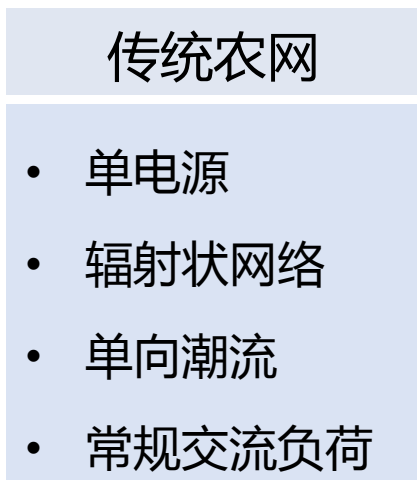 传统农网
• 单电源
• 辐射状网络
• 单向潮流
• 常规交流负荷